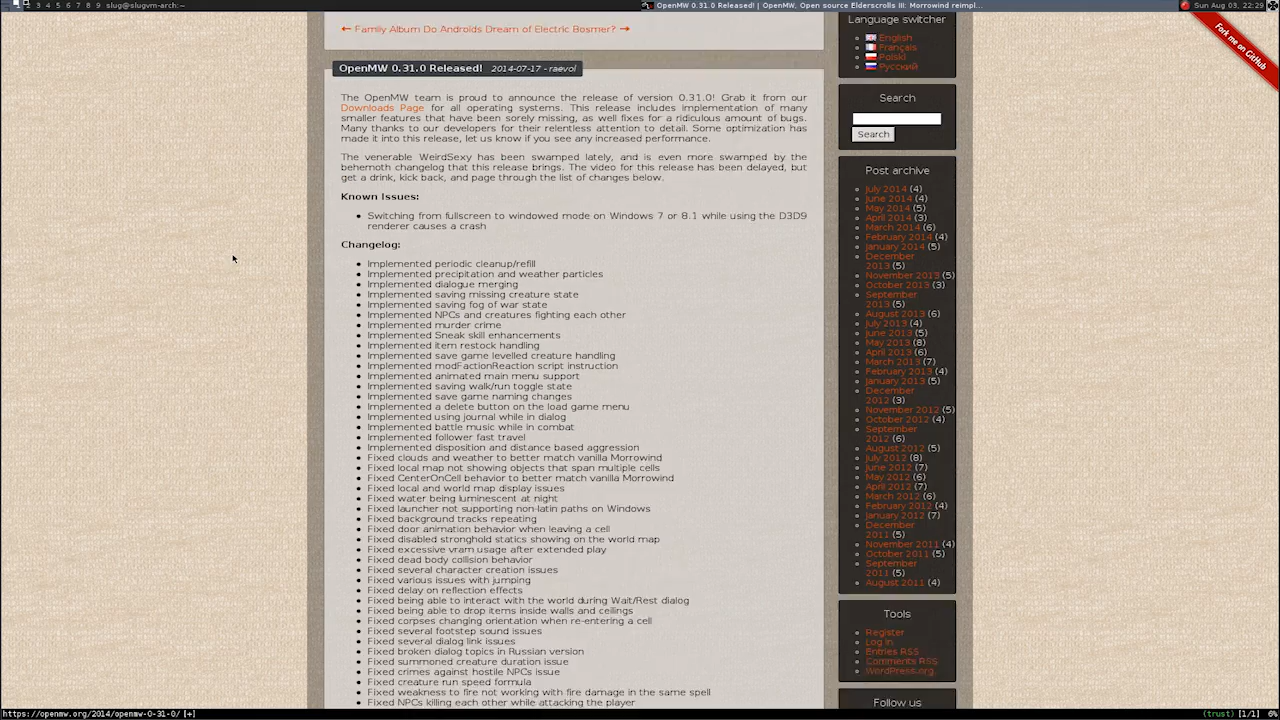 1 2 3 4 5 6 7 8 9 slug@slugvm-arch:~
OpenMW 0.31.0 Released! | OpenMW, Open source Elderscrolls III: Morrowind reimpl...
Sun Aug 03, 22:29
← Family Album Do Androids Dream of Electric Bosmer? →
OpenMW 0.31.0 Released! 2014-07-17 - raevol
The OpenMW team is proud to announce the release of version 0.31.0! Grab it from our
Downloads Page for all operating systems. This release includes implementation of many
smaller features that have been sorely missing, as well fixes for a ridiculous amount of bugs.
Many thanks to our developers for their relentless attention to detail. Some optimization has
made it into this release, let us know if you see any increased performance.
The venerable WeirdSexy has been swamped lately, and is even more swamped by the
behemoth changelog that this release brings. The video for this release has been delayed, but
get a drink, kick back, and page through the list of changes below.
Known Issues:
Switching from fullscreen to windowed mode on Windows 7 or 8.1 while using the D3D9
renderer causes a crash
Changelog:
Implemented periodic cleanup/refill
Implemented precipitation and weather particles
Implemented dialogue merging
Implemented saving missing creature state
Implemented saving fog of war state
Implemented NPCs and creatures fighting each other
Implemented murder crime
Implemented Sneak skill enhancements
Implemented item restock handling
Implemented save game levelled creature handling
Implemented modFactionReaction script instruction
Implemented animated main menu support
Implemented saving walk/run toggle state
Implemented save game naming changes
Implemented a delete button on the load game menu
Implemented using journal while in dialog
Implemented battle music while in combat
Implemented follower fast travel
Implemented disposition and distance based aggression
Fixed clouds and weather to better match vanilla Morrowind
Fixed local map not showing objects that span multiple cells
Fixed CenterOnCell behavior to better match vanilla Morrowind
Fixed local and world map display issues
Fixed water being luminescent at night
Fixed launcher not supporting non-latin paths on Windows
Fixed background tracks repeating
Fixed door animation behavior when leaving a cell
Fixed disabled stronghold statics showing on the world map
Fixed excessive vram usage after extended play
Fixed dead body collision behavior
Fixed several character creation issues
Fixed various issues with jumping
Fixed delay on reflection effects
Fixed being able to interact with the world during Wait/Rest dialog
Fixed being able to drop items inside walls and ceilings
Fixed corpses changing orientation when re-entering a cell
Fixed several footstep sound issues
Fixed several dialog link issues
Fixed broken dialog topics in Russian version
Fixed summoned creature duration issue
Fixed crimes against hostile NPCs issue
Fixed creature run speed formula
Fixed weakness to fire not working with fire damage in the same spell
Fixed NPCs killing each other while attacking the player
Language switcher
English
Français
Polski
Русский
Search
Search
Post archive
July 2014 (4)
June 2014 (4)
May 2014 (5)
April 2014 (3)
March 2014 (6)
February 2014 (4)
January 2014 (5)
December
2013 (5)
November 2013 (5)
October 2013 (3)
September
2013 (5)
August 2013 (6)
July 2013 (4)
June 2013 (5)
May 2013 (8)
April 2013 (6)
March 2013 (7)
February 2013 (4)
January 2013 (5)
December
2012 (3)
November 2012 (5)
October 2012 (4)
September
2012 (6)
August 2012 (5)
July 2012 (8)
June 2012 (7)
May 2012 (6)
April 2012 (7)
March 2012 (6)
February 2012 (4)
January 2012 (7)
December
2011 (5)
November 2011 (4)
October 2011 (5)
September
2011 (5)
August 2011 (4)
Tools
Register
Log in
Entries RSS
Comments RSS
WordPress.org
Follow us
Fork me on GitHub
https://openmw.org/2014/openmw-0-31-0/ [+]
(trust) [1/1] 6%